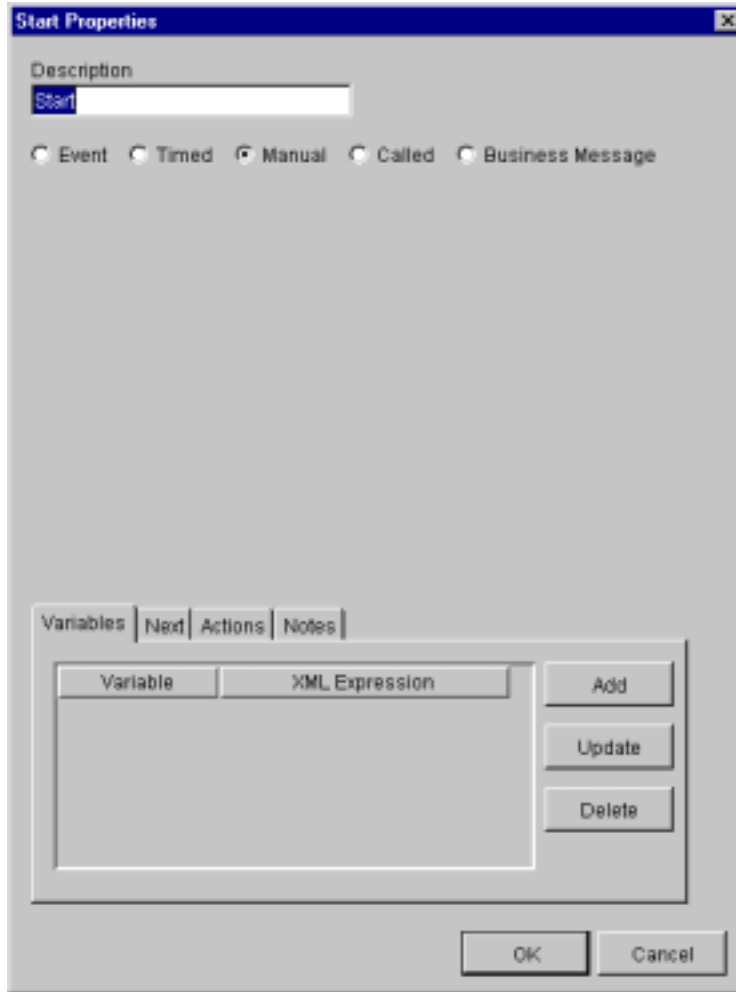 Start Properties
Description
Start
Event Timed Manual Called Business Message
Variables Next Actions Notes
Variable XML Expression Add
Update
Delete
OK Cancel